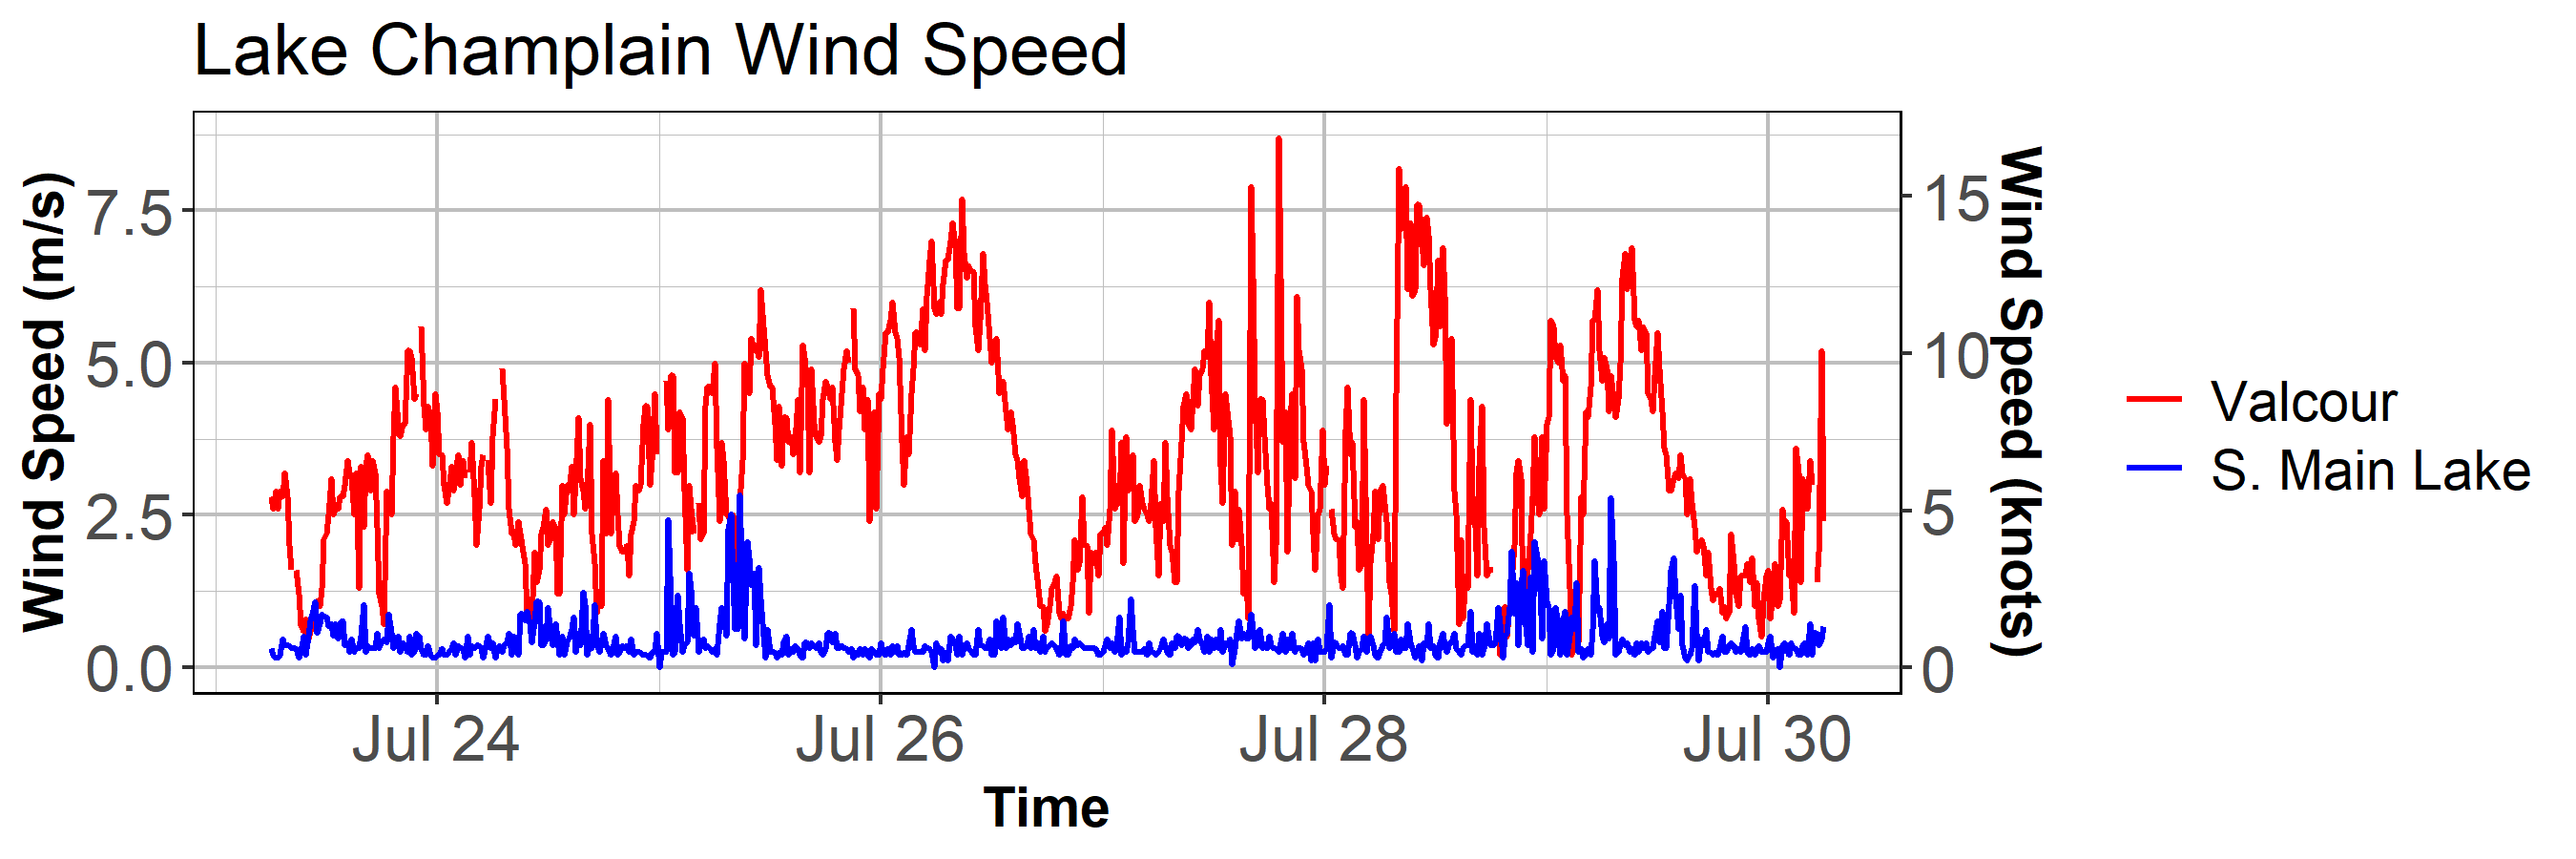 Lake Champlain Wind Speed
Wind Speed (m/s)
7.5
5.0
2.5
0.0
15
10
5
0
Wind Speed (knots)
Jul 24
Jul 26
Jul 28
Jul 30
Time
Valcour
S. Main Lake